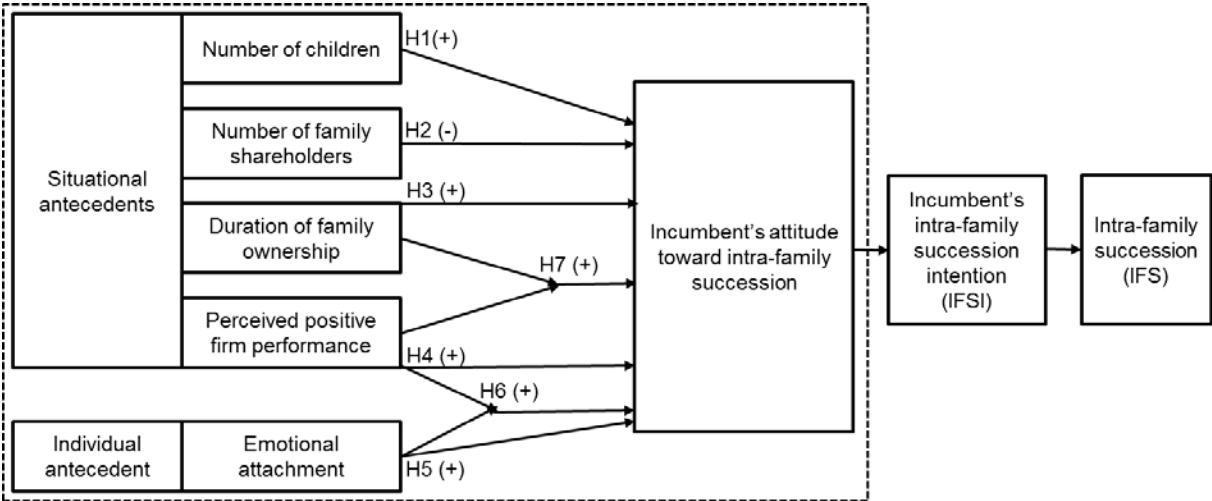 Situational
antecedents
Number of children
Number of family
shareholders
Duration of family
ownership
Perceived positive
firm performance
Individual
antecedent
Emotional
attachment
H1(+)
H2 (-)
H3 (+)
H7 (+)
H4 (+)
H6 (+)
H5 (+)
Incumbent's attitude
toward intra-family
succession
Incumbent's
intra-family
succession
intention
(IFSI)
Intra-family
succession
(IFS)